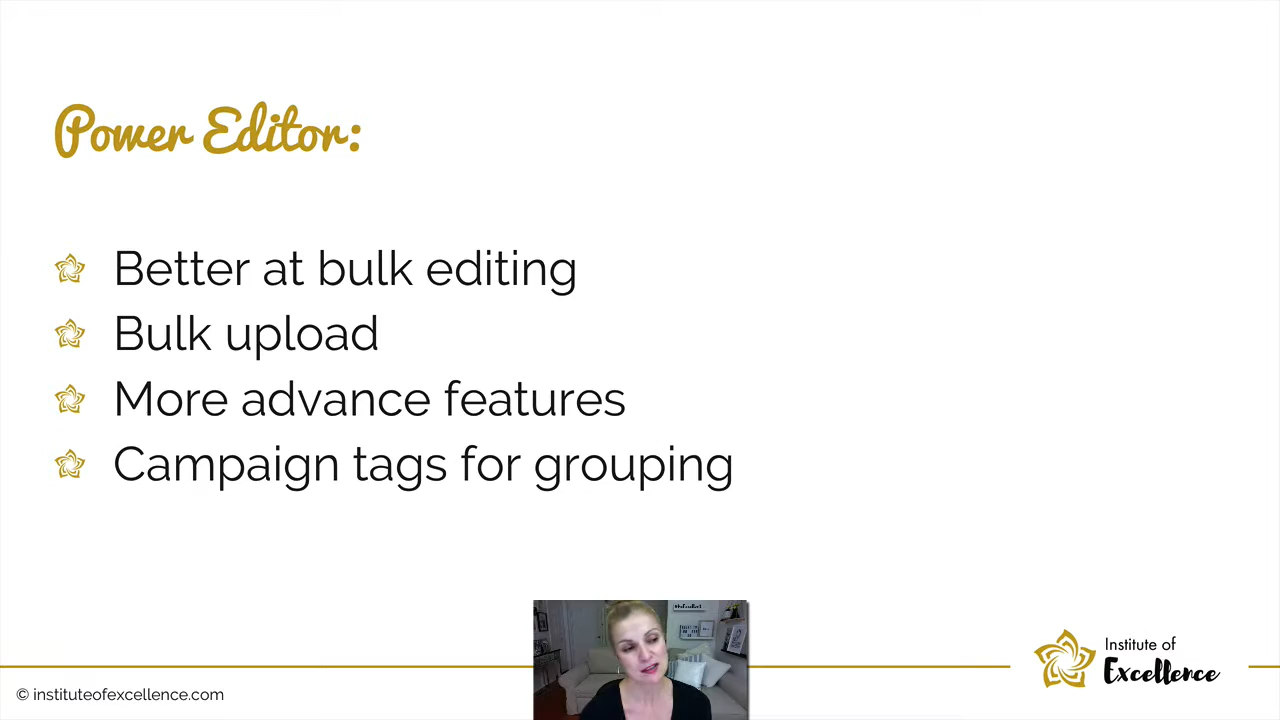 Power Editor:
Better at bulk editing
Bulk upload
More advance features
Campaign tags for grouping
Institute of
Excellence
© instituteofexcellence.com